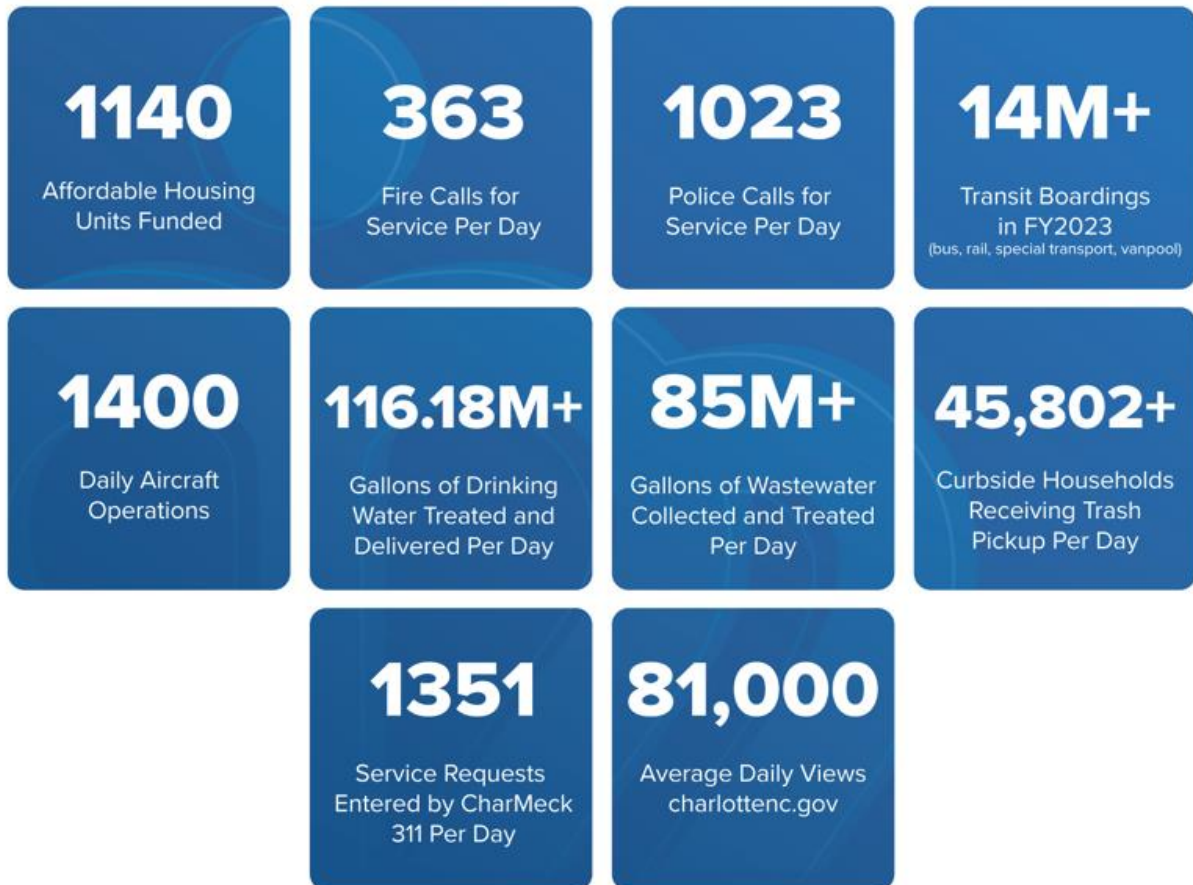 1140
Affordable Housing
Units Funded
363
Fire Calls for
Service Per Day
1023
Police Calls for
Service Per Day
14M+
Transit Boardings
in FY2023
(bus, rail, special transport, vanpool)
1400
Daily Aircraft
Operations
116.18M+
Gallons of Drinking
Water Treated and
Delivered Per Day
85M+
Gallons of Wastewater
Collected and Treated
Per Day
45,802+
Curbside Households
Receiving Trash
Pickup Per Day
1351
Service Requests
Entered by CharMeck
311 Per Day
81,000
Average Daily Views
charlottenc.gov